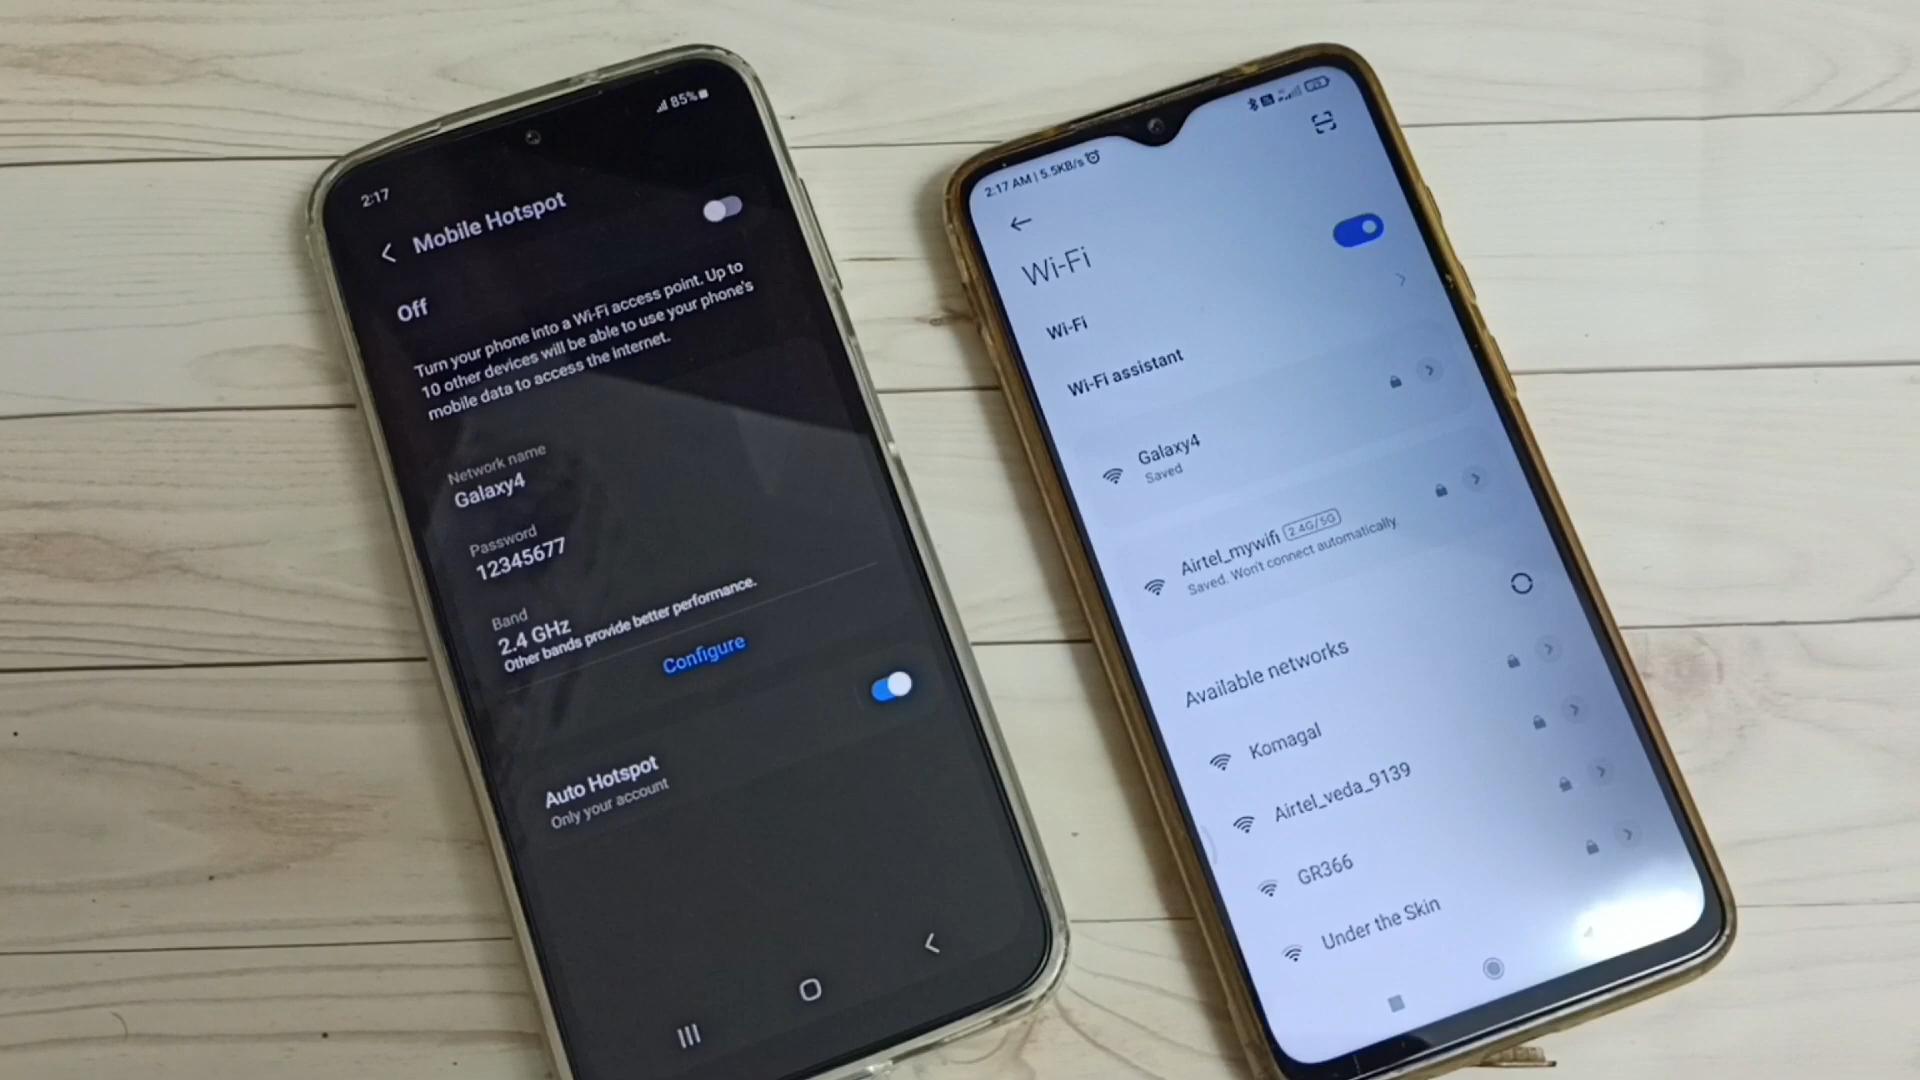 85%
2:17
Mobile Hotspot
Off
Turn your phone into a Wi-Fi access point. Up to
10 other devices will be able to use your phone's
mobile data to access the internet.
Network name
Galaxy4
Password
12345677
Band
2.4 GHz
Other bands provide better performance.
Configure
Auto Hotspot
Only your account
2:17 AM | 5.5KB/s
Wi-Fi
Wi-Fi
Wi-Fi assistant
Galaxy4
Saved
Airtel_mywifi 2.4G/5G
Saved. Won't connect automatically.
Available networks
Komagal
Airtel_veda_9139
GR366
Under the Skin